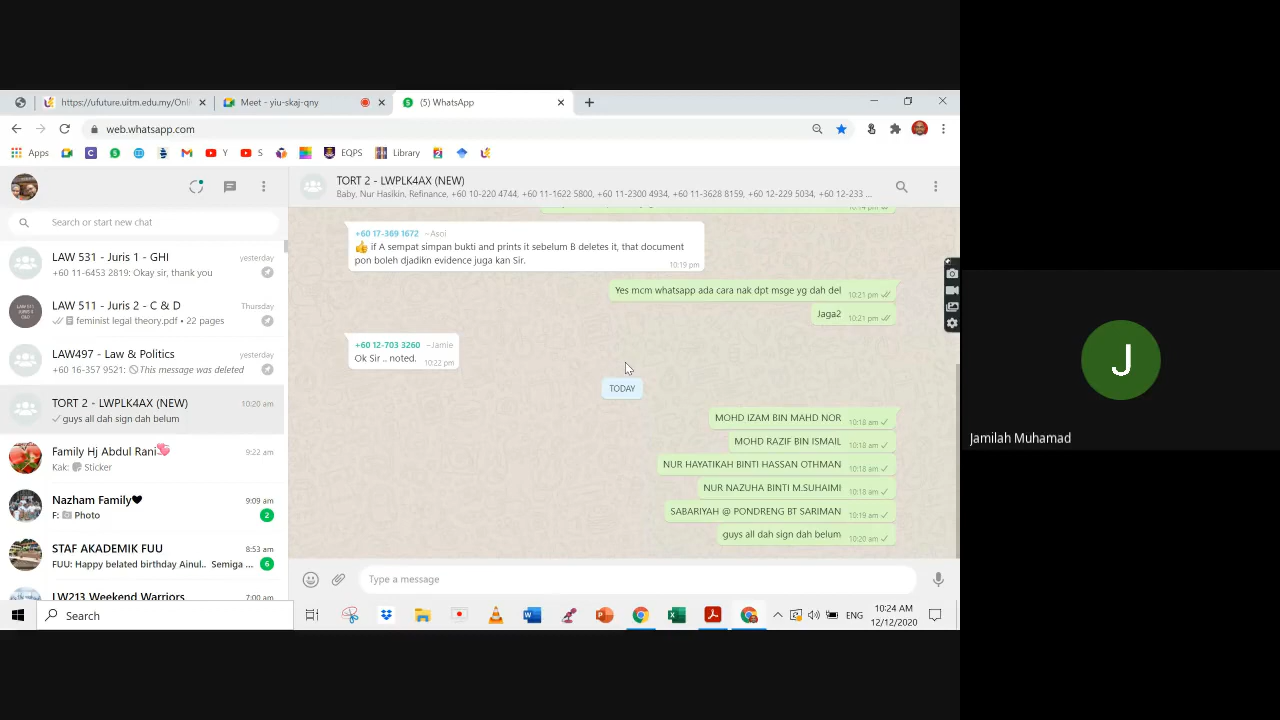 https://ufuture.uitm.edu.my/Onli
Meet - yiu-skaj-qny
(5) WhatsApp
web.whatsapp.com
Apps
Y
S
EQPS
Library
TORT 2 - LWPLK4AX (NEW)
Baby, Nur Hasikin, Refinance, +60 10-220 4744, +60 11-1622 5800, +60 11-2300 4934, +60 11-3628 8159, +60 12-229 5034, +60 12-233 ...
Search or start new chat
LAW 531 - Juris 1 - GHI
yesterday
+60 11-6453 2819: Okay sir, thank you
LAW 511 - Juris 2 - C & D
Thursday
feminist legal theory.pdf • 22 pages
LAW497 - Law & Politics
yesterday
+60 16-357 9521: This message was deleted
TORT 2 - LWPLK4AX (NEW)
10:20 am
guys all dah sign dah belum
Family Hj Abdul Rani
9:22 am
Kak: Sticker
Nazham Family
9:09 am
F: Photo
2
STAF AKADEMIK FUU
8:53 am
FUU: Happy belated birthday Ainul.. Semiga ...
6
LW213 Weekend Warriors
7:00 am
10:14 pm
+60 17-369 1672 ~Asoi
👍 if A sempat simpan bukti and prints it sebelum B deletes it, that document
pon boleh djadikn evidence juga kan Sir.
10:19 pm
Yes mcm whatsapp ada cara nak dpt msge yg dah del
10:21 pm
Jaga2
10:21 pm
+60 12-703 3260 ~Jamie
Ok Sir .. noted.
10:22 pm
TODAY
MOHD IZAM BIN MAHD NOR
10:18 am
MOHD RAZIF BIN ISMAIL
10:18 am
NUR HAYATIKAH BINTI HASSAN OTHMAN
10:18 am
NUR NAZUHA BINTI M.SUHAIMI
10:18 am
SABARIYAH @ PONDRENG BT SARIMAN
10:19 am
guys all dah sign dah belum
10:20 am
Type a message
Search
ENG
10:24 AM
12/12/2020
J
Jamilah Muhamad